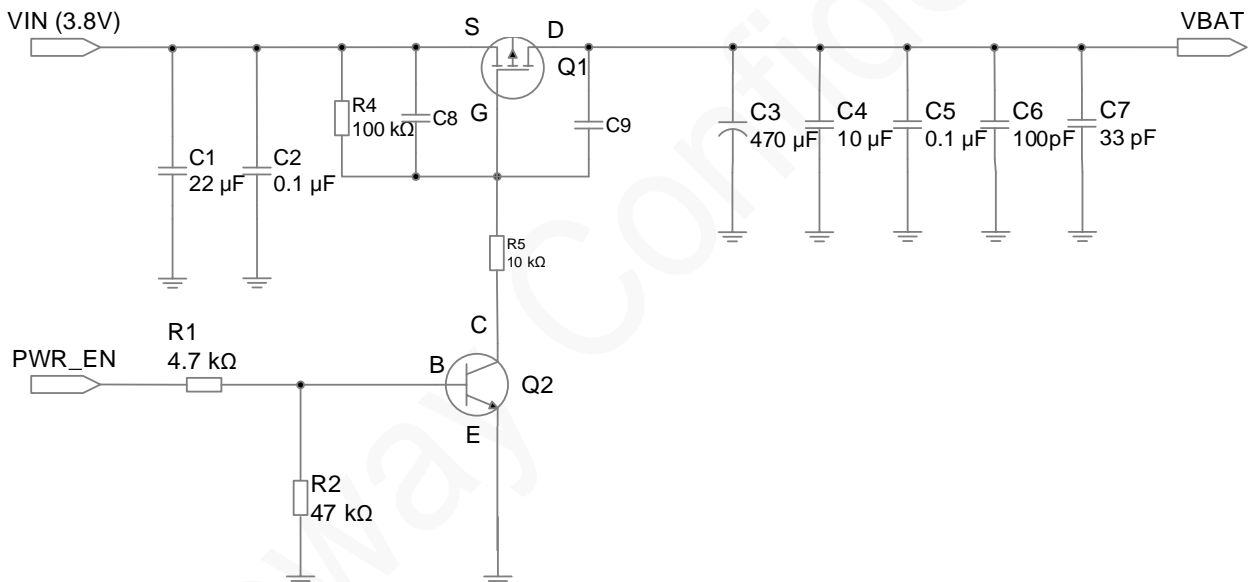 VIN (3.8V)
VBAT
S
D
Q1
G
R4
100 kΩ
C8
C9
C1
22 µF
C2
0.1 µF
C3
470 µF
C4
10 µF
C5
0.1 µF
C6
100pF
C7
33 pF
R5
10 kΩ
C
R1
4.7 kΩ
PWR_EN
B
Q2
E
R2
47 kΩ
way Confide